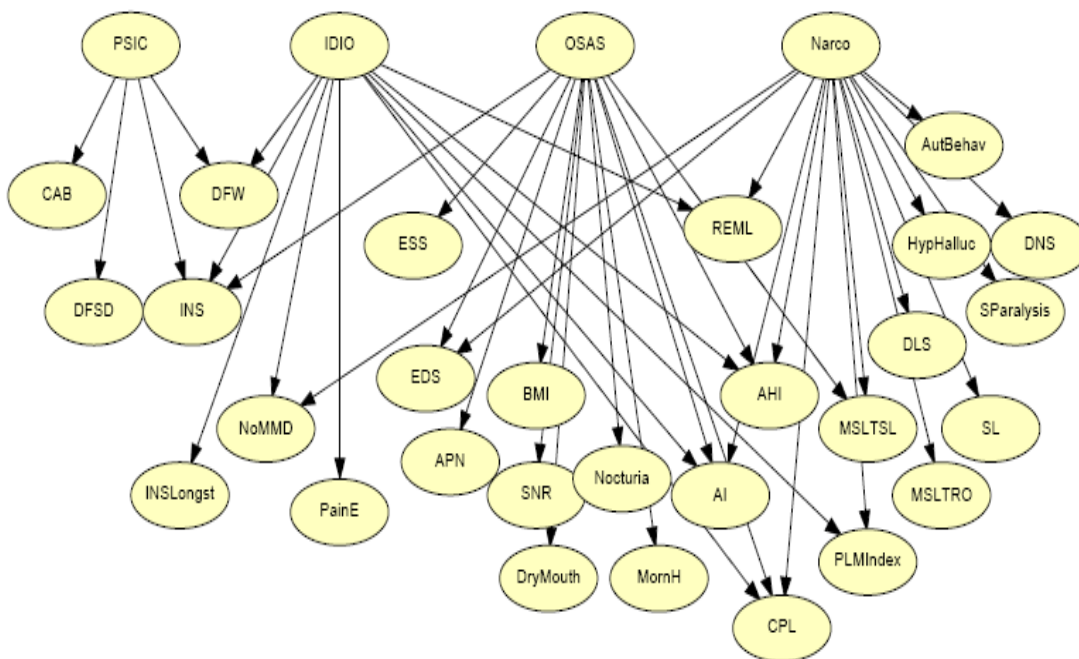 PSIC
IDIO
OSAS
Narco
AutBehav
CAB
DFW
ESS
REML
HypHalluc
DNS
DFSD
INS
SParalysis
DLS
EDS
BMI
AHI
NoMMD
MSLTSL
SL
APN
INSLongst
PainE
SNR
Nocturia
AI
MSLTRO
DryMouth
MornH
PLMIndex
CPL